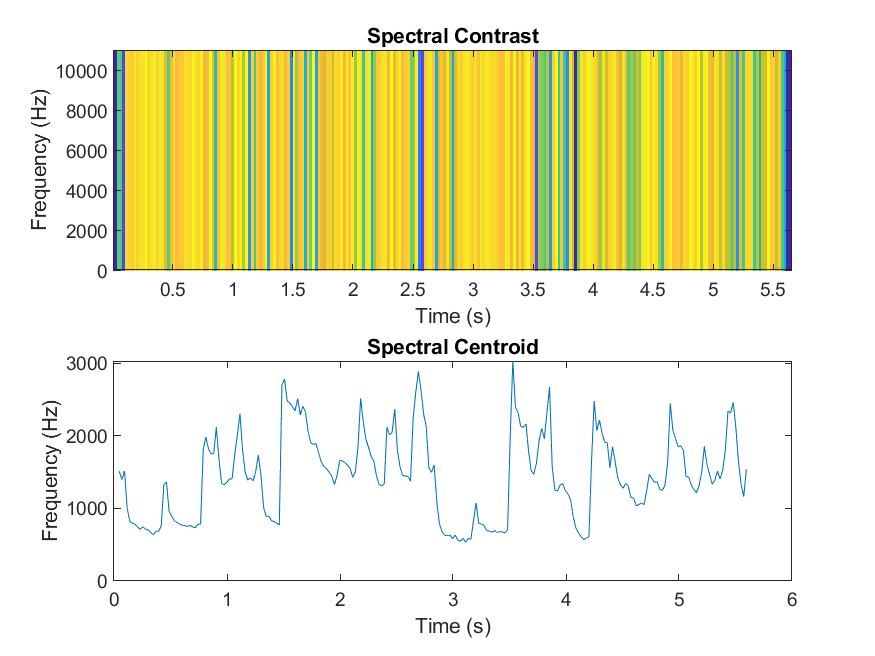 Spectral Contrast
Frequency (Hz)
10000
8000
6000
4000
2000
0
0.5 1 1.5 2 2.5 3 3.5 4 4.5 5 5.5
Time (s)
Spectral Centroid
Frequency (Hz)
3000
2000
1000
0
0 1 2 3 4 5 6
Time (s)